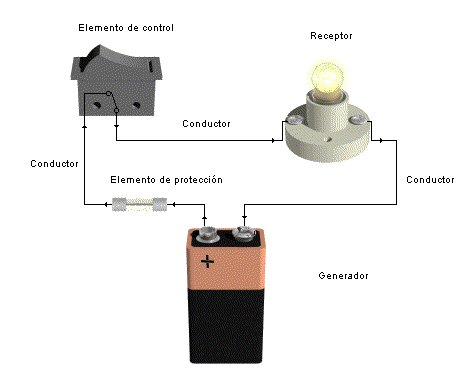 Elemento de control
Receptor
Conductor
Conductor
Elemento de protección
Conductor
+
Generador